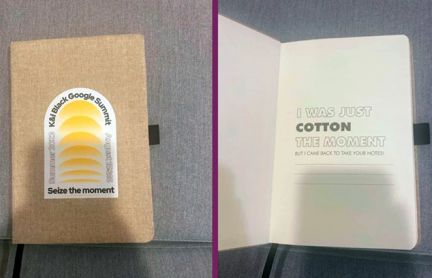 K&I Black Google Summit
Seize the moment
I WAS JUST
COTTON
THE MOMENT
BUT I CAME BACK TO TAKE YOUR NOTES!